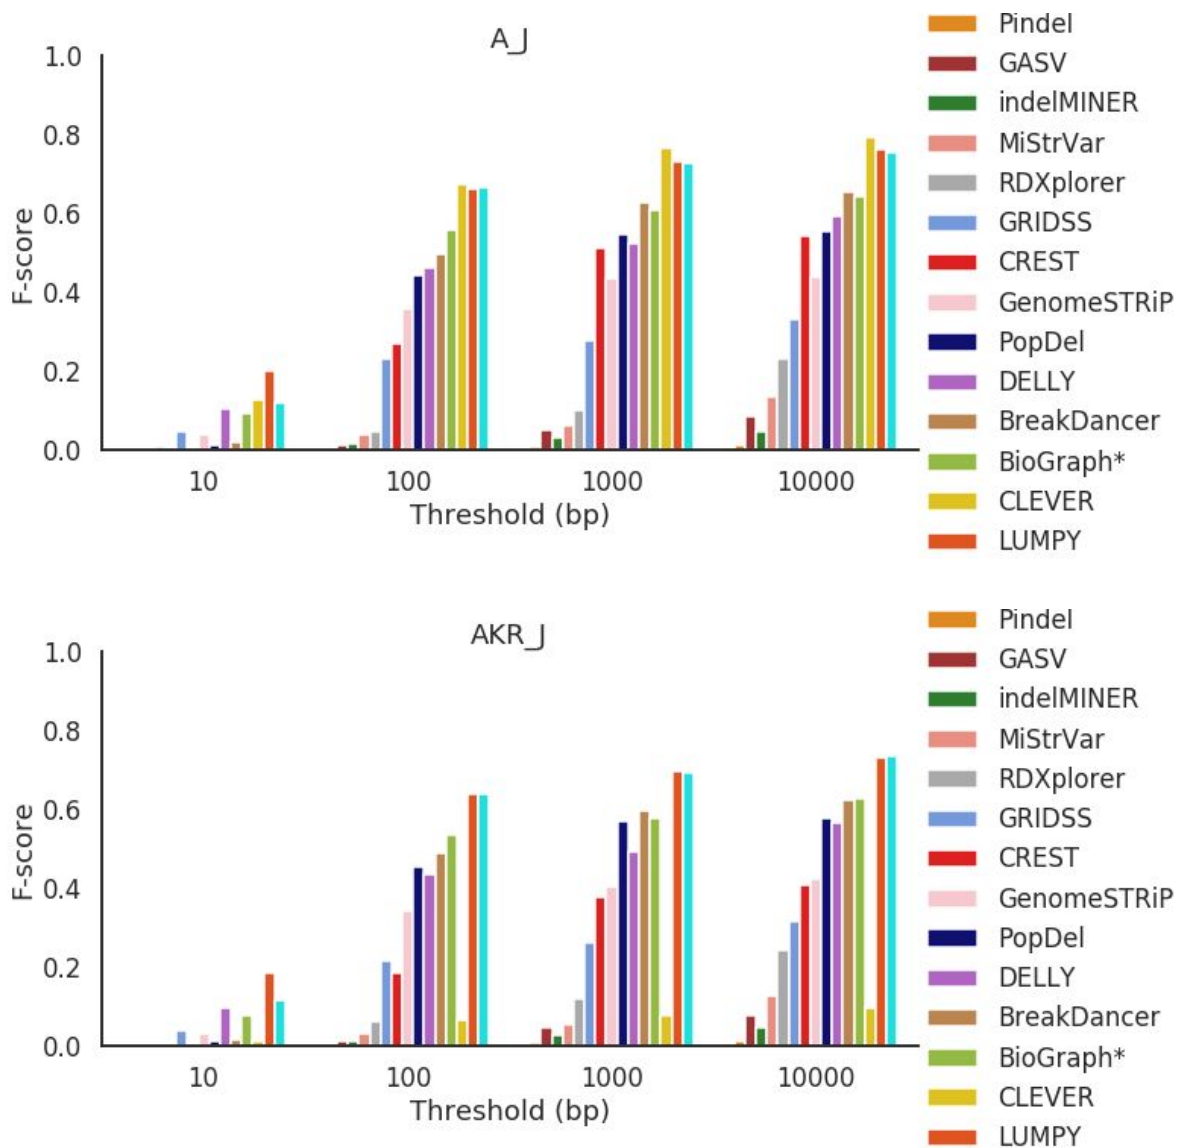 A_J
1.0
0.8
0.6
0.4
0.2
0.0
F-score
10 100 1000 10000
Threshold (bp)
Pindel
GASV
indelMINER
MiStrVar
RDXplorer
GRIDSS
CREST
GenomeSTRiP
PopDel
DELLY
BreakDancer
BioGraph*
CLEVER
LUMPY
AKR_J
1.0
0.8
0.6
0.4
0.2
0.0
F-score
10 100 1000 10000
Threshold (bp)
Pindel
GASV
indelMINER
MiStrVar
RDXplorer
GRIDSS
CREST
GenomeSTRiP
PopDel
DELLY
BreakDancer
BioGraph*
CLEVER
LUMPY